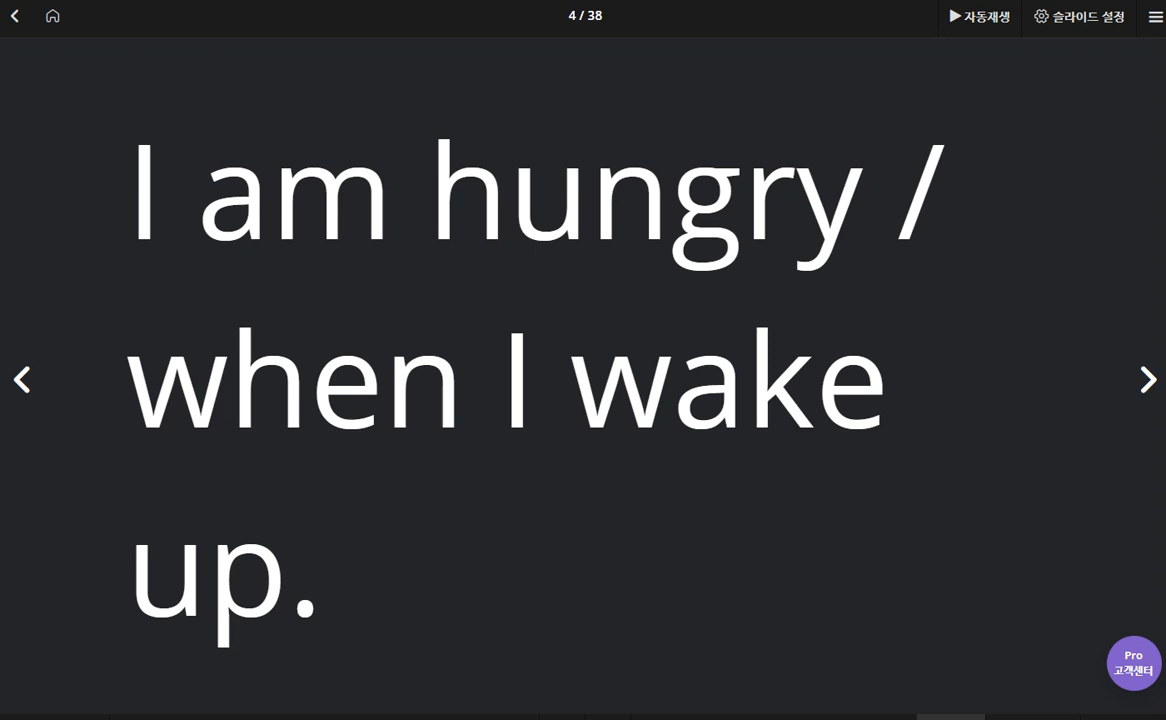 4 / 38
▶ 자동재생
슬라이드 설정
I am hungry /
when I wake
up.
Pro
고객센터